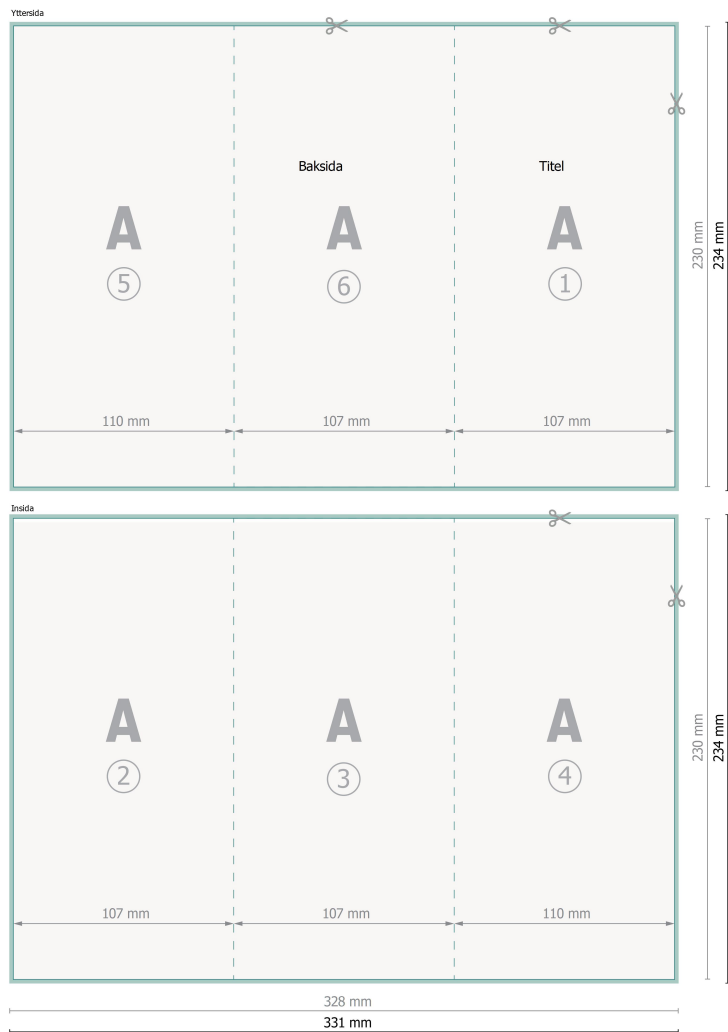 Yttersida
Baksida
Titel
A
A
A
5
6
1
110 mm
107 mm
107 mm
230 mm
234 mm
Insida
A
A
A
2
3
4
107 mm
107 mm
110 mm
230 mm
234 mm
328 mm
331 mm